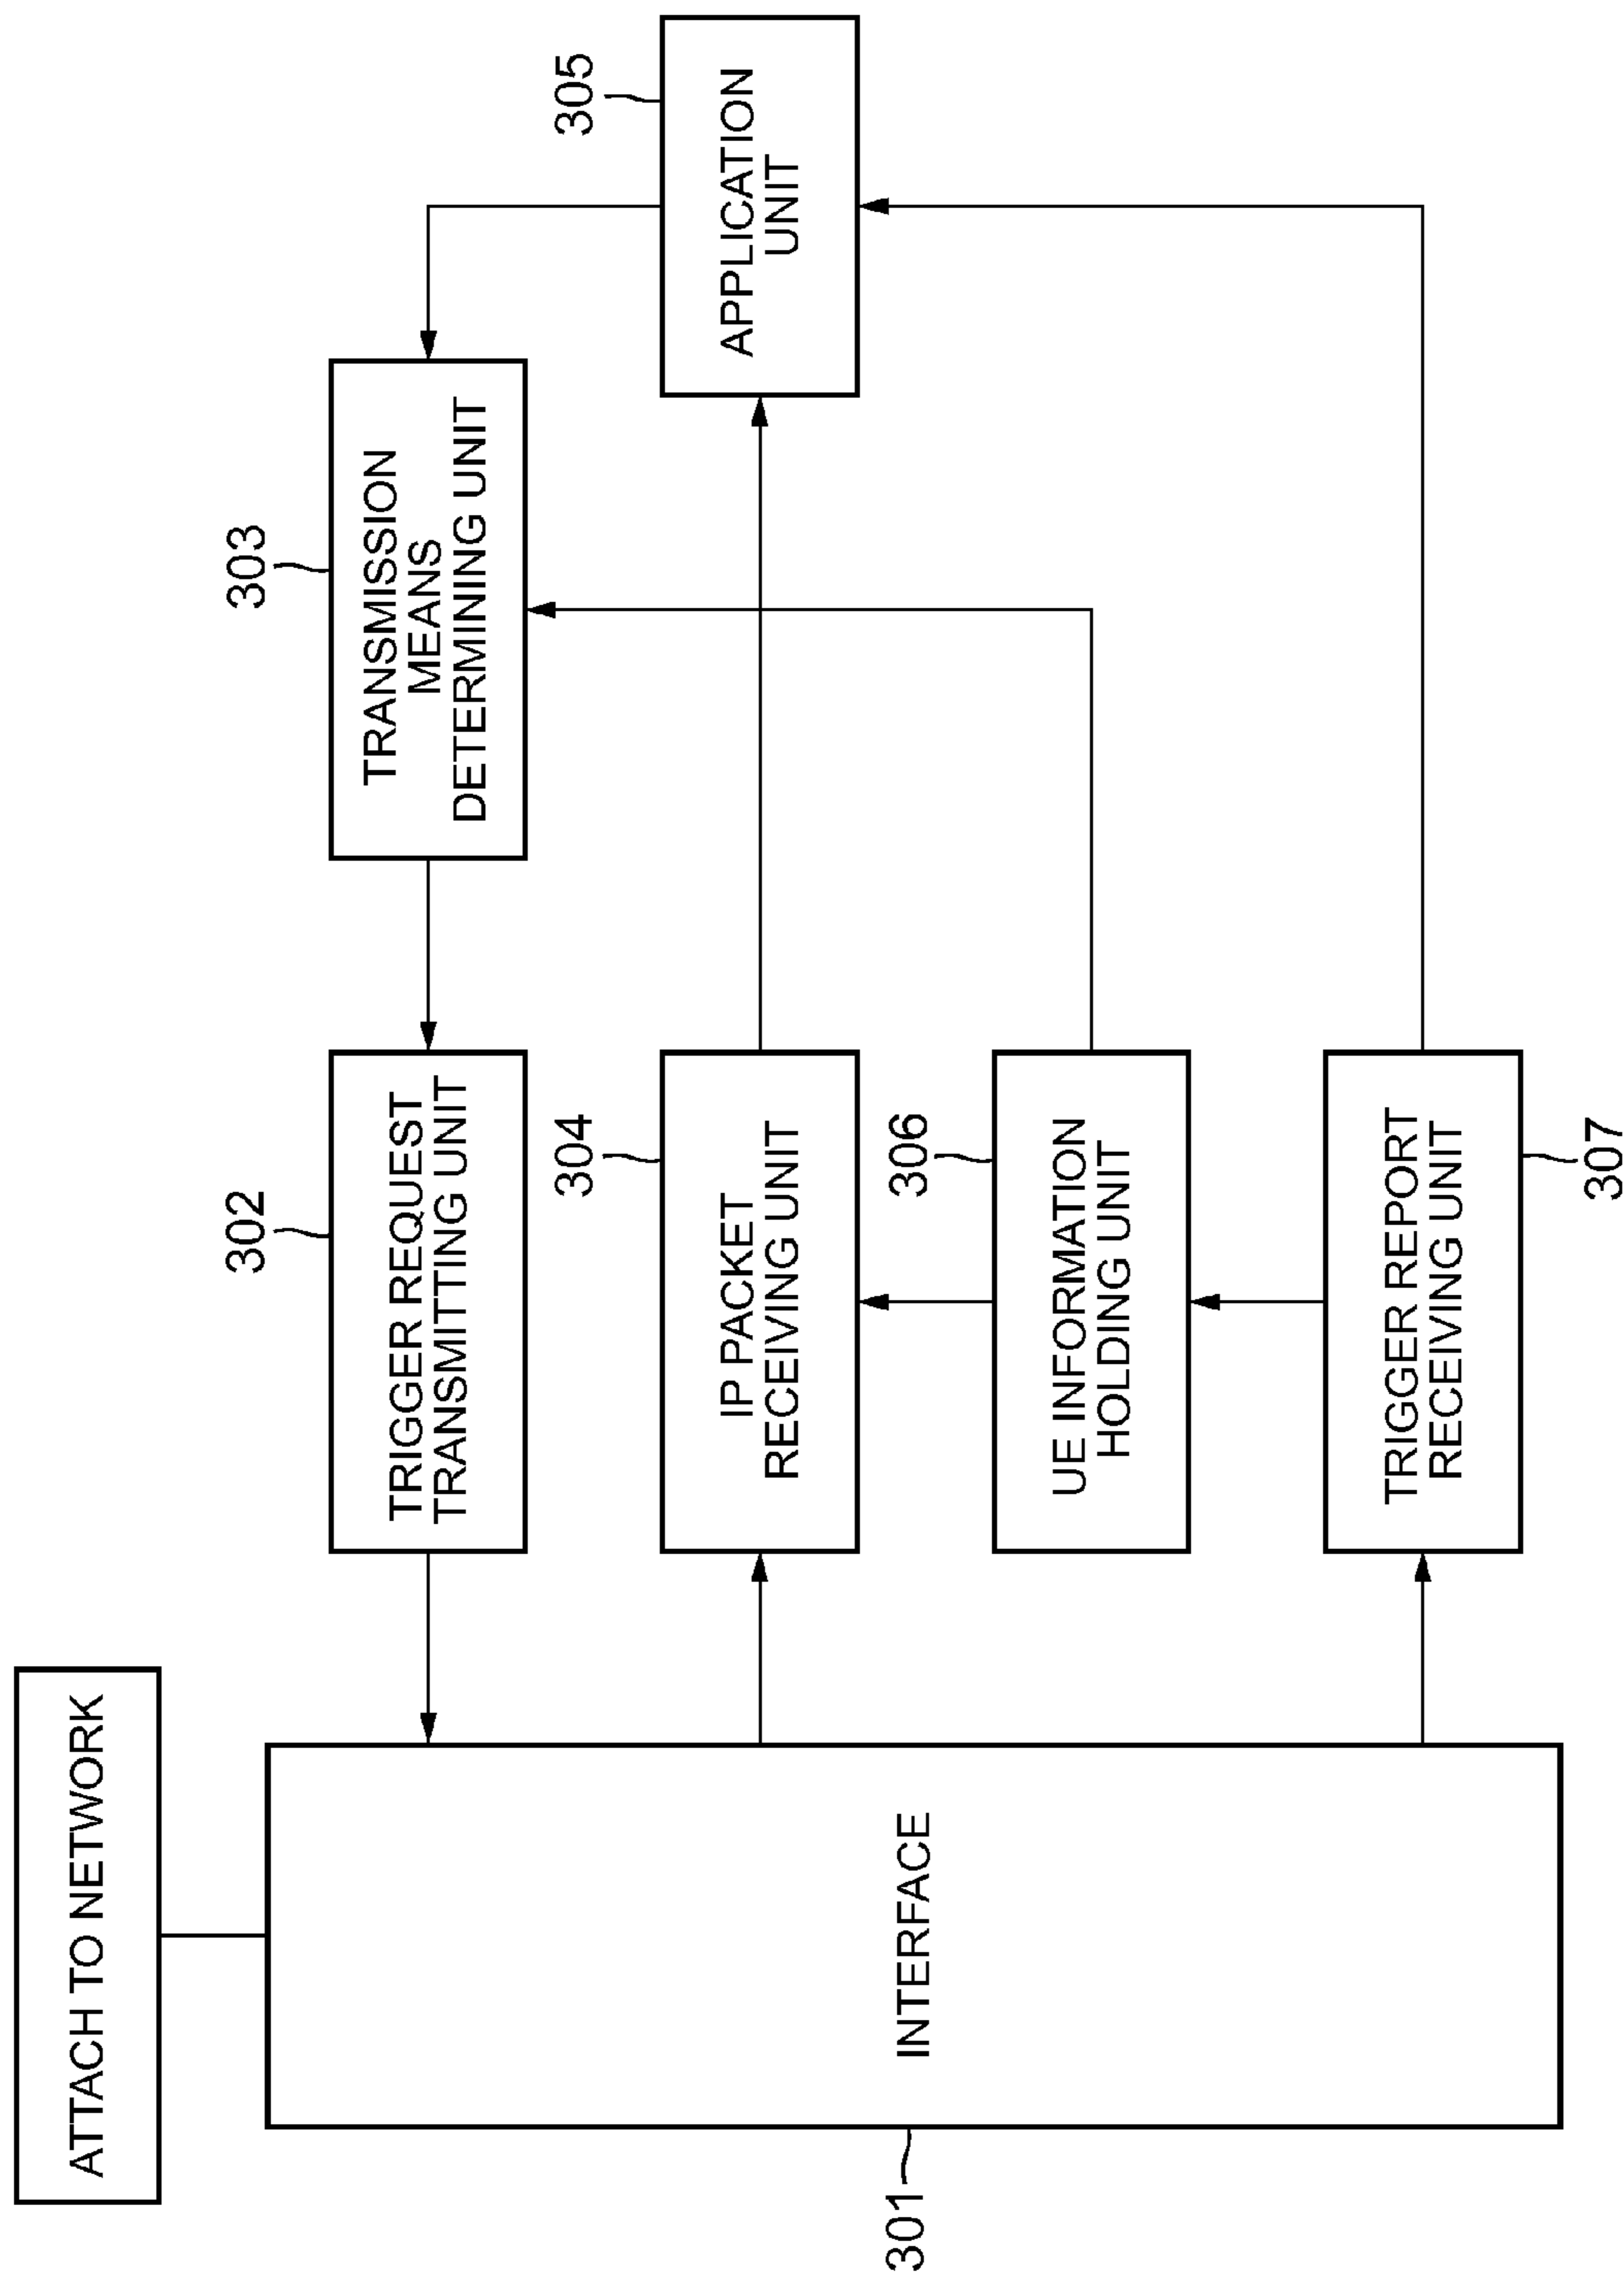 ATTACH TO NETWORK
301
INTERFACE
302
TRIGGER REQUEST
TRANSMITTING UNIT
303
TRANSMISSION
MEANS
DETERMINING UNIT
304
IP PACKET
RECEIVING UNIT
305
APPLICATION
UNIT
306
UE INFORMATION
HOLDING UNIT
TRIGGER REPORT
RECEIVING UNIT
307